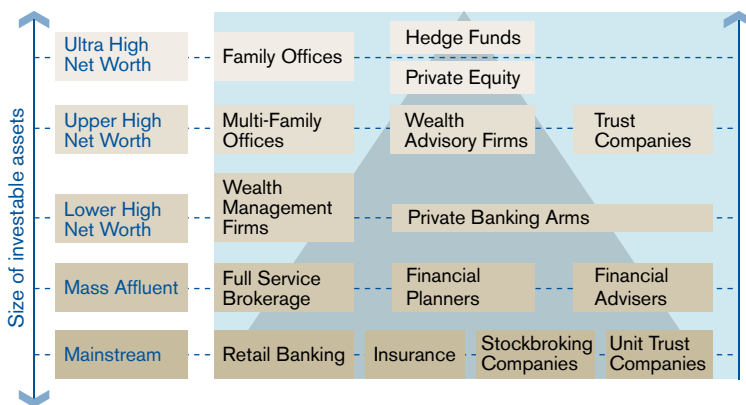 Size of investable assets
Ultra High
Net Worth
Family Offices
Hedge Funds
Private Equity
Upper High
Net Worth
Multi-Family
Offices
Wealth
Advisory Firms
Trust
Companies
Lower High
Net Worth
Wealth
Management
Firms
Private Banking Arms
Mass Affluent
Full Service
Brokerage
Financial
Planners
Financial
Advisers
Mainstream
Retail Banking
Insurance
Stockbroking
Companies
Unit Trust
Companies